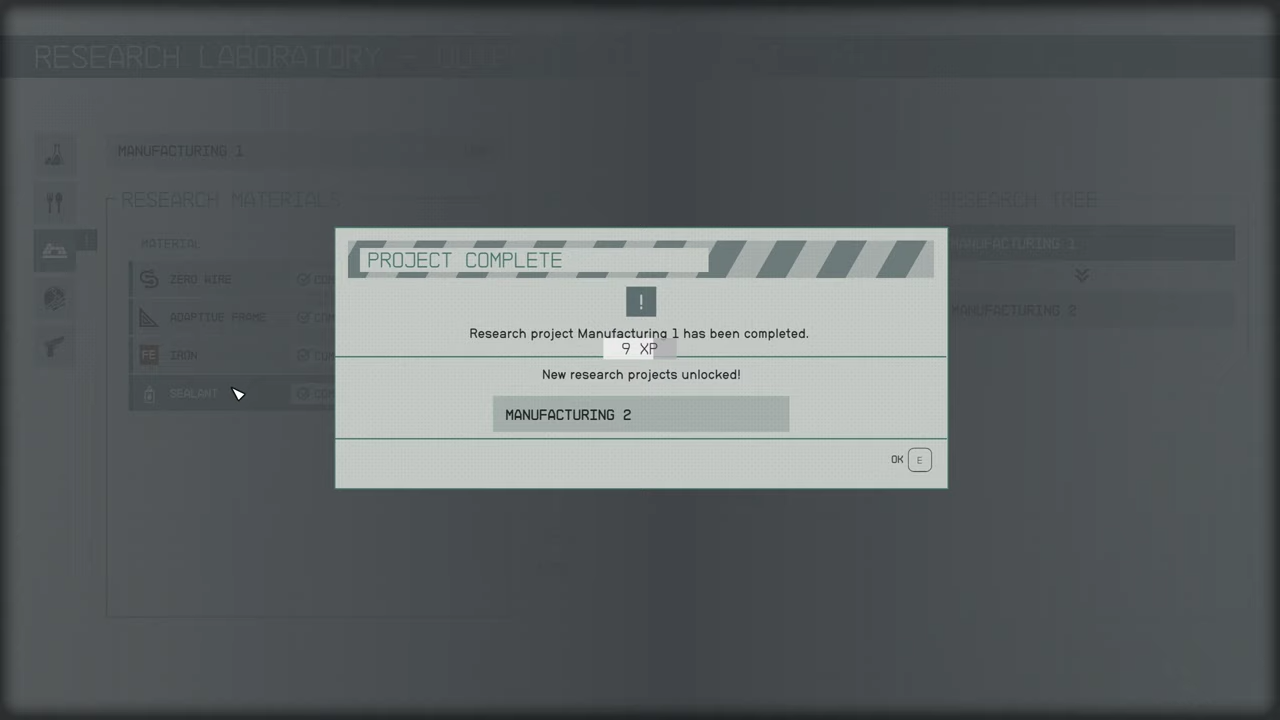 RESEARCH LABORATORY -
MANUFACTURING 1
RESEARCH MATERIALS
RESEARCH TREE
MATERIAL
MANUFACTURING 1
ZERO WIRE
ADAPTIVE FRAME
MANUFACTURING 2
FE IRON
SEALANT
PROJECT COMPLETE
!
Research project Manufacturing 1 has been completed.
9 XP
New research projects unlocked!
MANUFACTURING 2
OK E